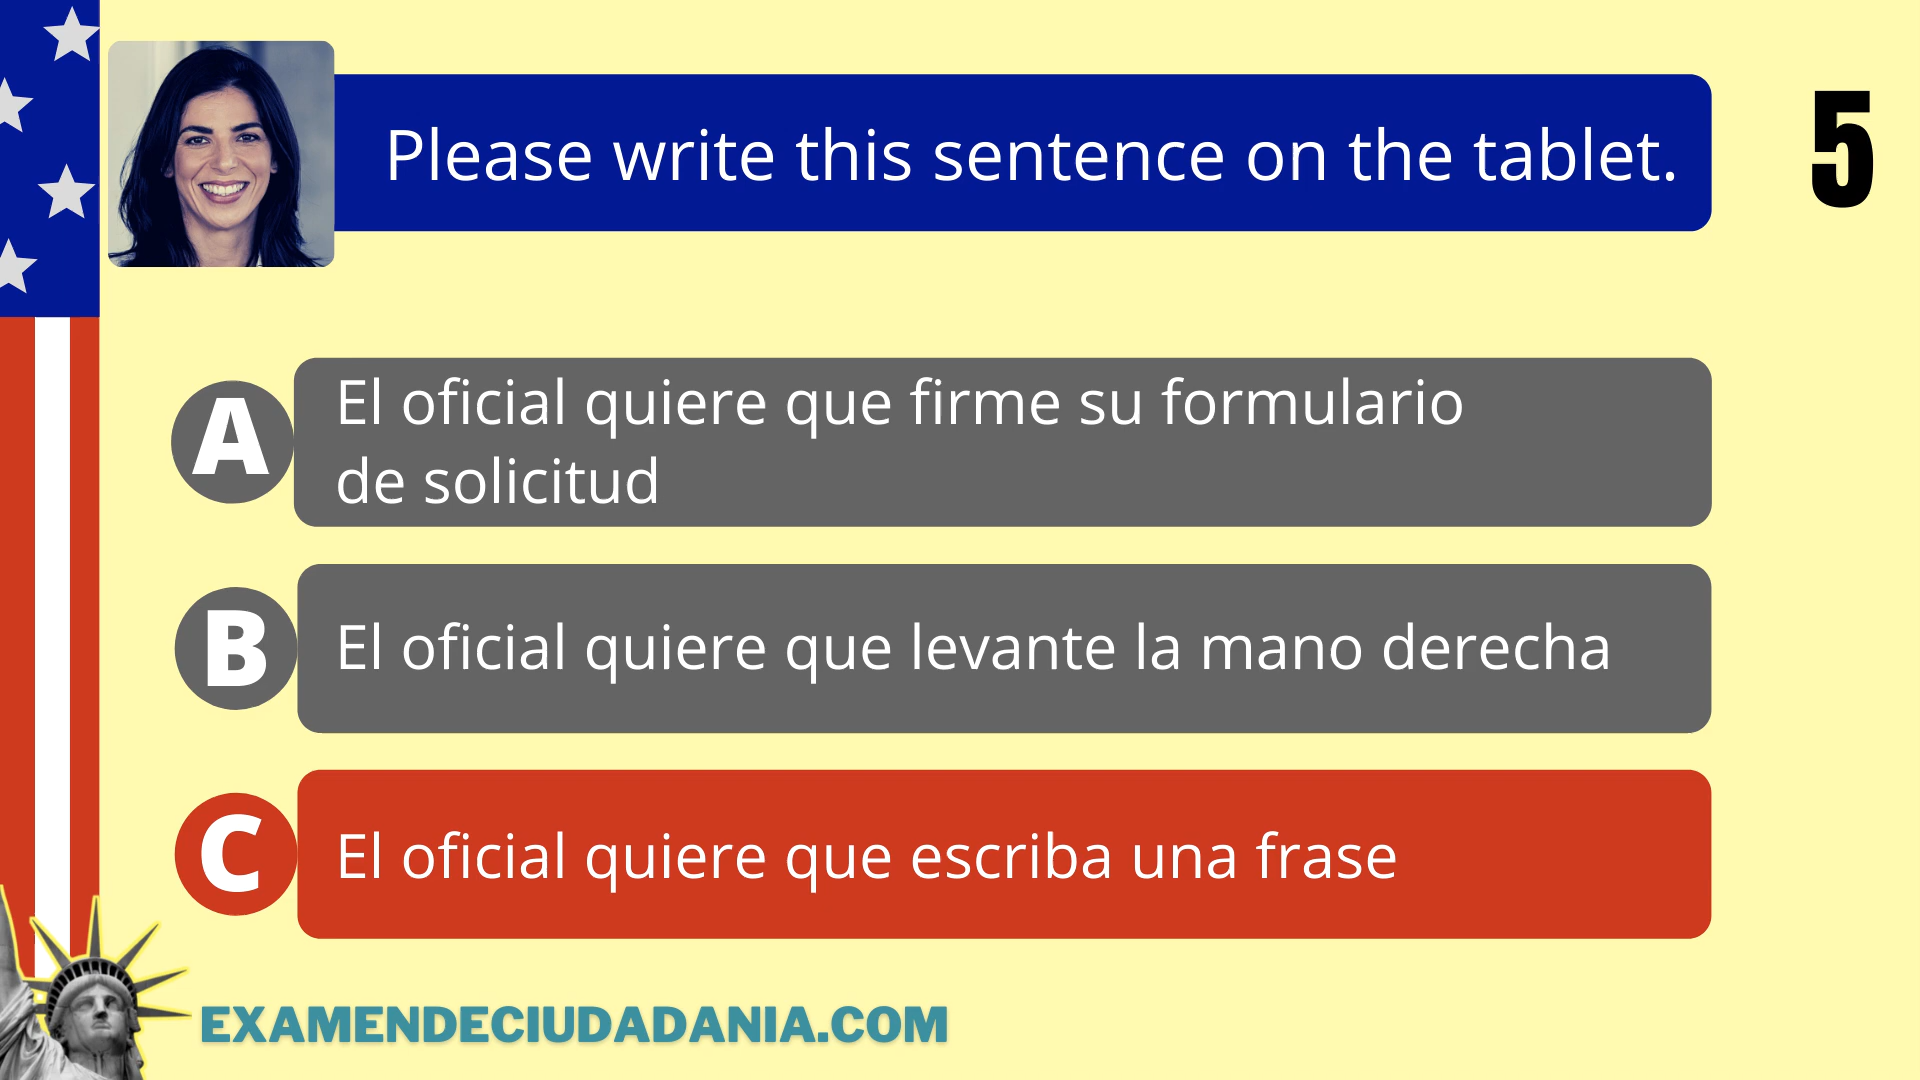 Please write this sentence on the tablet.
5
A
El oficial quiere que firme su formulario
de solicitud
B
El oficial quiere que levante la mano derecha
C
El oficial quiere que escriba una frase
EXAMENDECIUDADANIA.COM